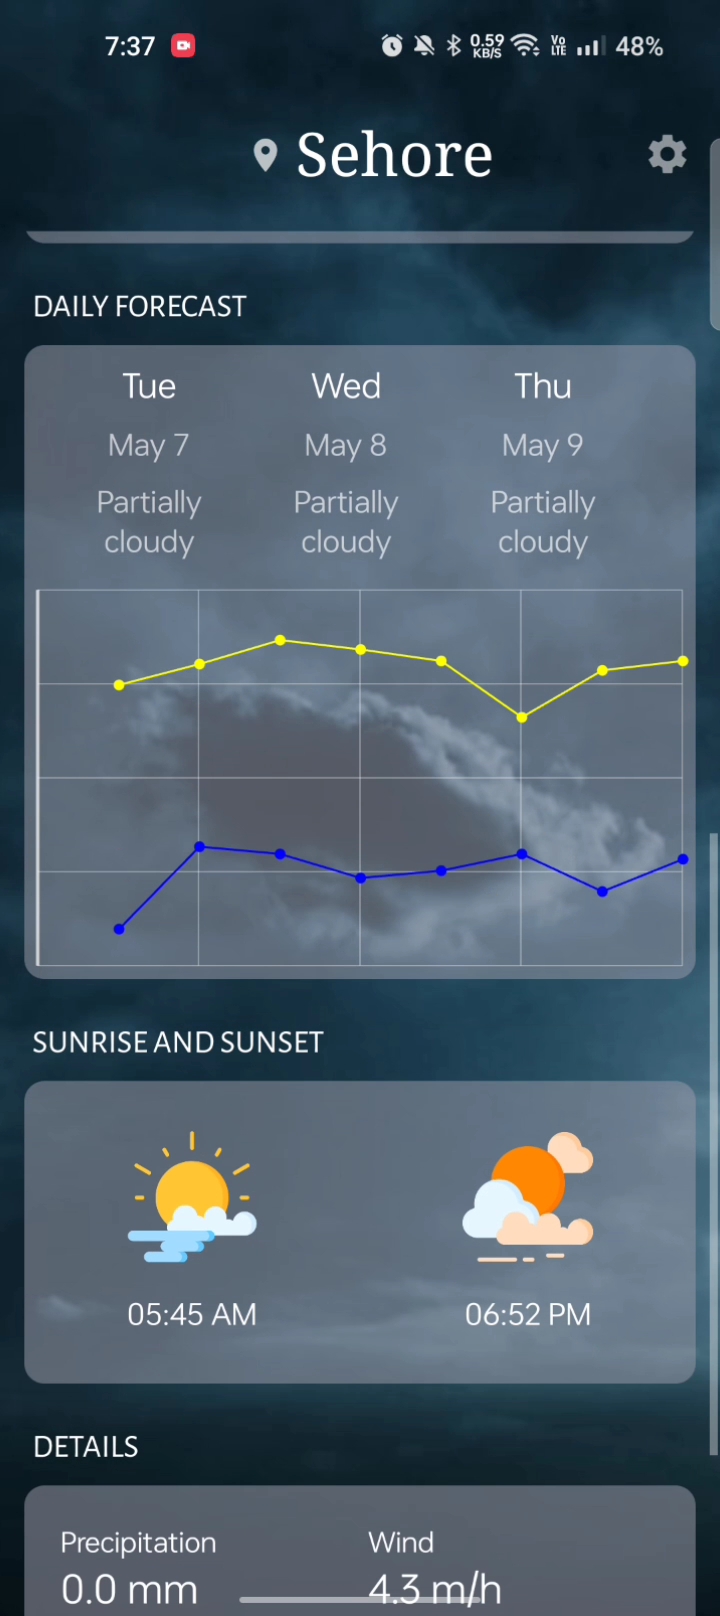 7:37 0.59 KB/S Vo LTE 48%
Sehore
DAILY FORECAST
Tue Wed Thu
May 7 May 8 May 9
Partially cloudy Partially cloudy Partially cloudy
SUNRISE AND SUNSET
05:45 AM 06:52 PM
DETAILS
Precipitation Wind
0.0 mm 4.3 m/h